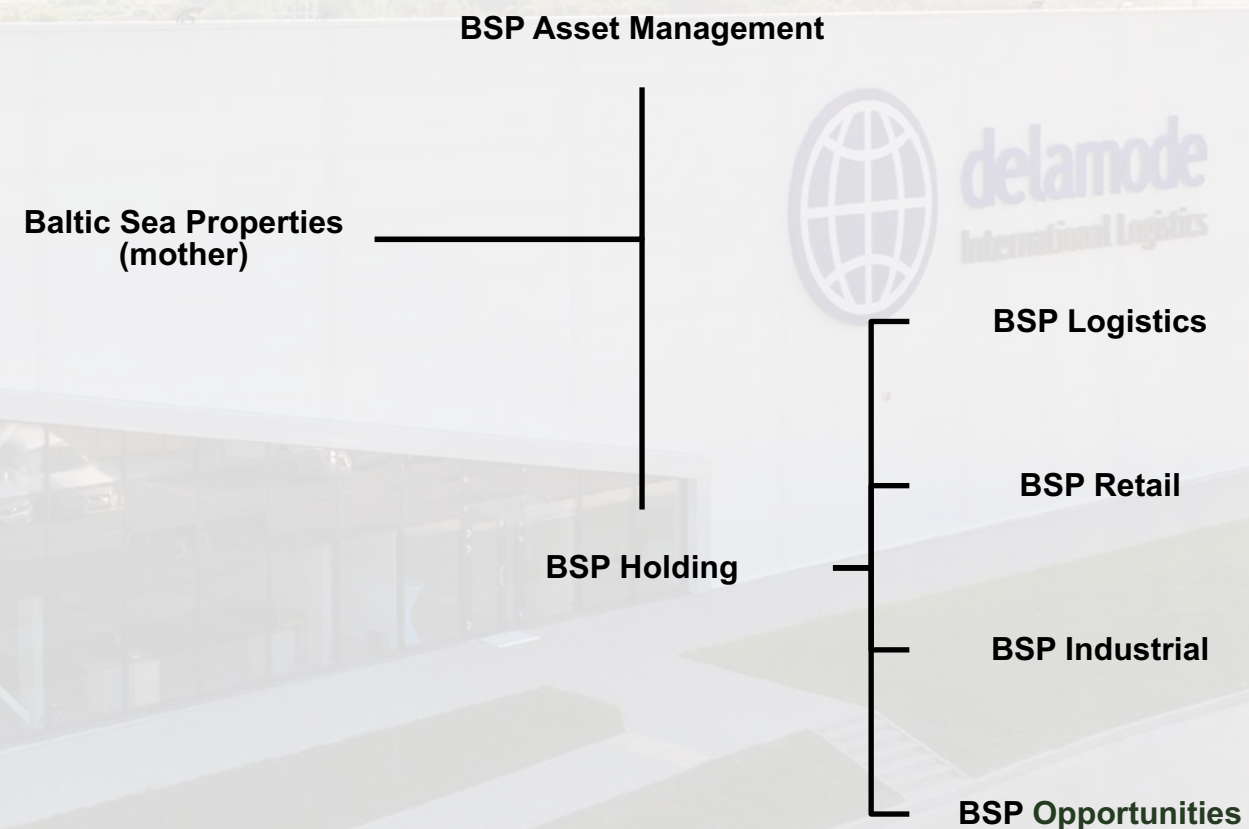 BSP Asset Management
delamode
International Logistics
Baltic Sea Properties
(mother)
BSP Logistics
BSP Retail
BSP Holding
BSP Industrial
BSP Opportunities